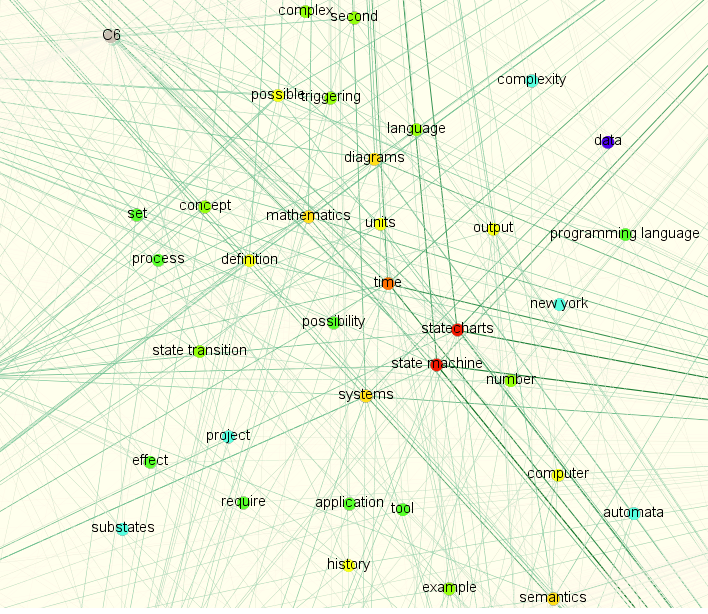 complex
second
C6
complexity
possible
triggering
language
data
diagrams
set
concept
mathematics
units
output
programming language
process
definition
time
new york
possibility
statecharts
state transition
state machine
number
systems
project
effect
computer
require
application
tool
automata
substates
history
example
semantics